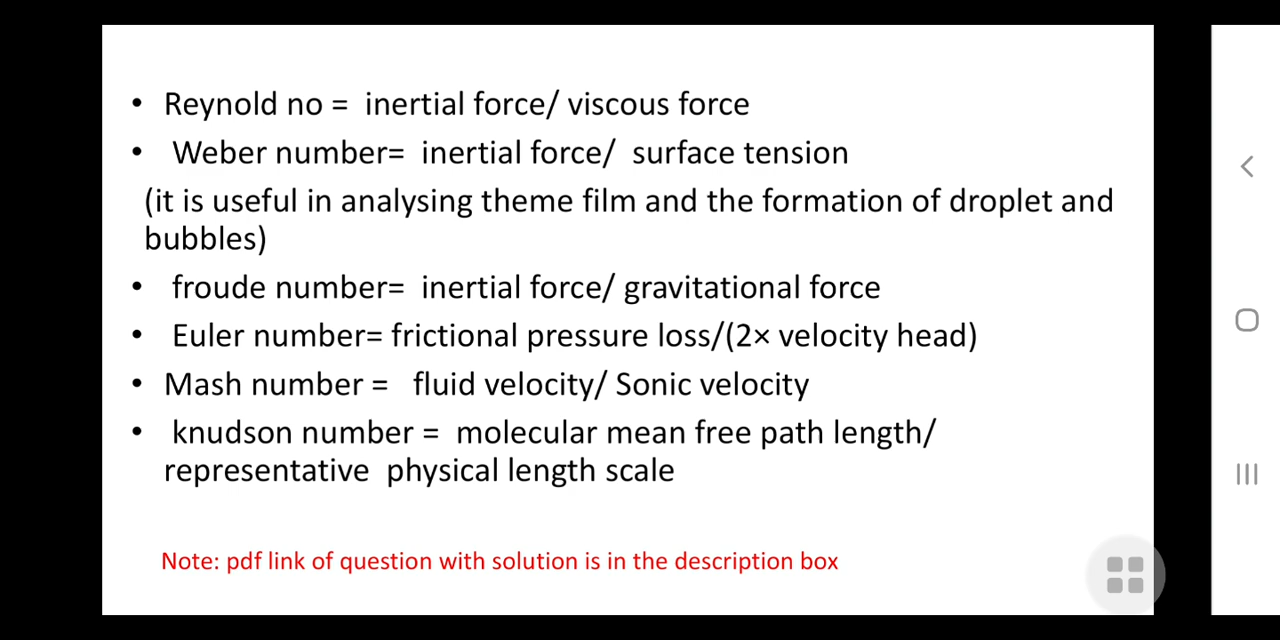 • Reynold no = inertial force/ viscous force
• Weber number= inertial force/ surface tension
(it is useful in analysing theme film and the formation of droplet and
bubbles)
• froude number= inertial force/ gravitational force
• Euler number= frictional pressure loss/(2× velocity head)
• Mash number = fluid velocity/ Sonic velocity
• knudson number = molecular mean free path length/
representative physical length scale
Note: pdf link of question with solution is in the description box